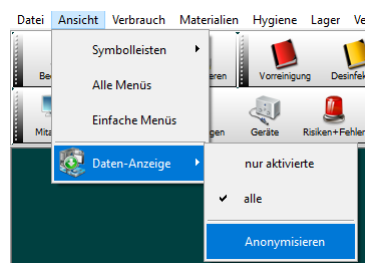 Datei Ansicht Verbrauch Materialien Hygiene Lager
Symbolleisten
Vorreinigung
Alle Menüs
Einfache Menüs
Geräte Risiken+Fehler
Daten-Anzeige
nur aktivierte
alle
Anonymisieren